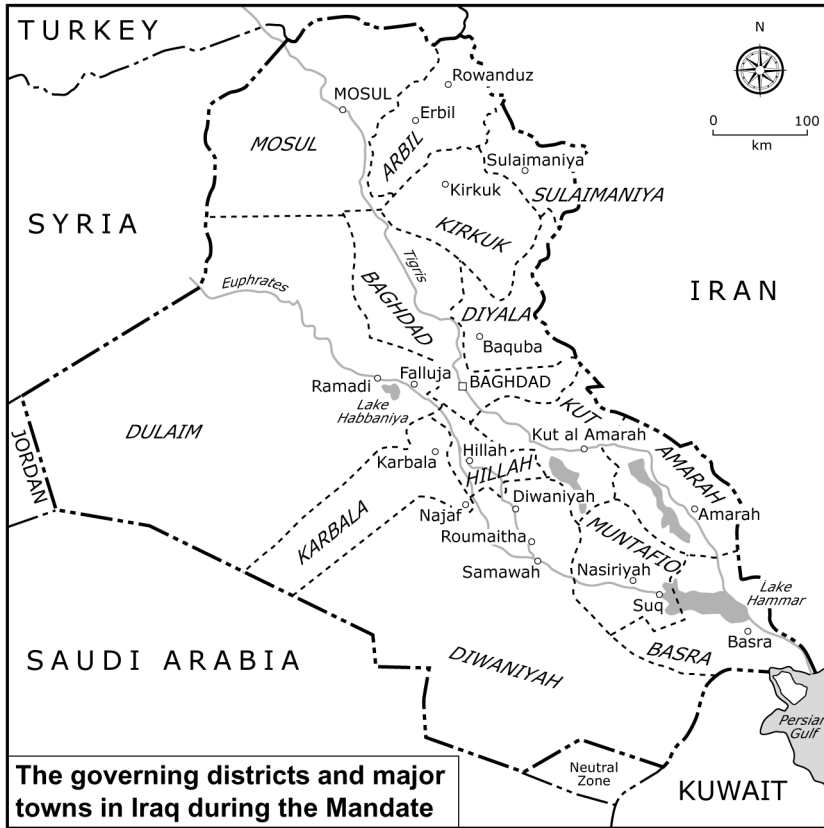 TURKEY
N
0 100
km
Rowanduz
MOSUL
Erbil
MOSUL
ARBIL
Sulaimaniya
Kirkuk
SULAIMANIYA
SYRIA
KIRKUK
Tigris
Euphrates
IRAN
BAGHDAD
DIYALA
Baquba
Falluja
Ramadi
BAGHDAD
Lake
Habbaniya
KUT
DULAIM
Kut al Amarah
JORDAN
Hillah
Karbala
HILLAH
AMARAH
Diwaniyah
Najaf
Amarah
KARBALA
Roumaitha
MUNTAFIO
Samawah
Nasiriyah
Suq
Lake
Hammar
Basra
SAUDI ARABIA
DIWANIYAH
BASRA
Persian
Gulf
Neutral
Zone
KUWAIT
The governing districts and major
towns in Iraq during the Mandate